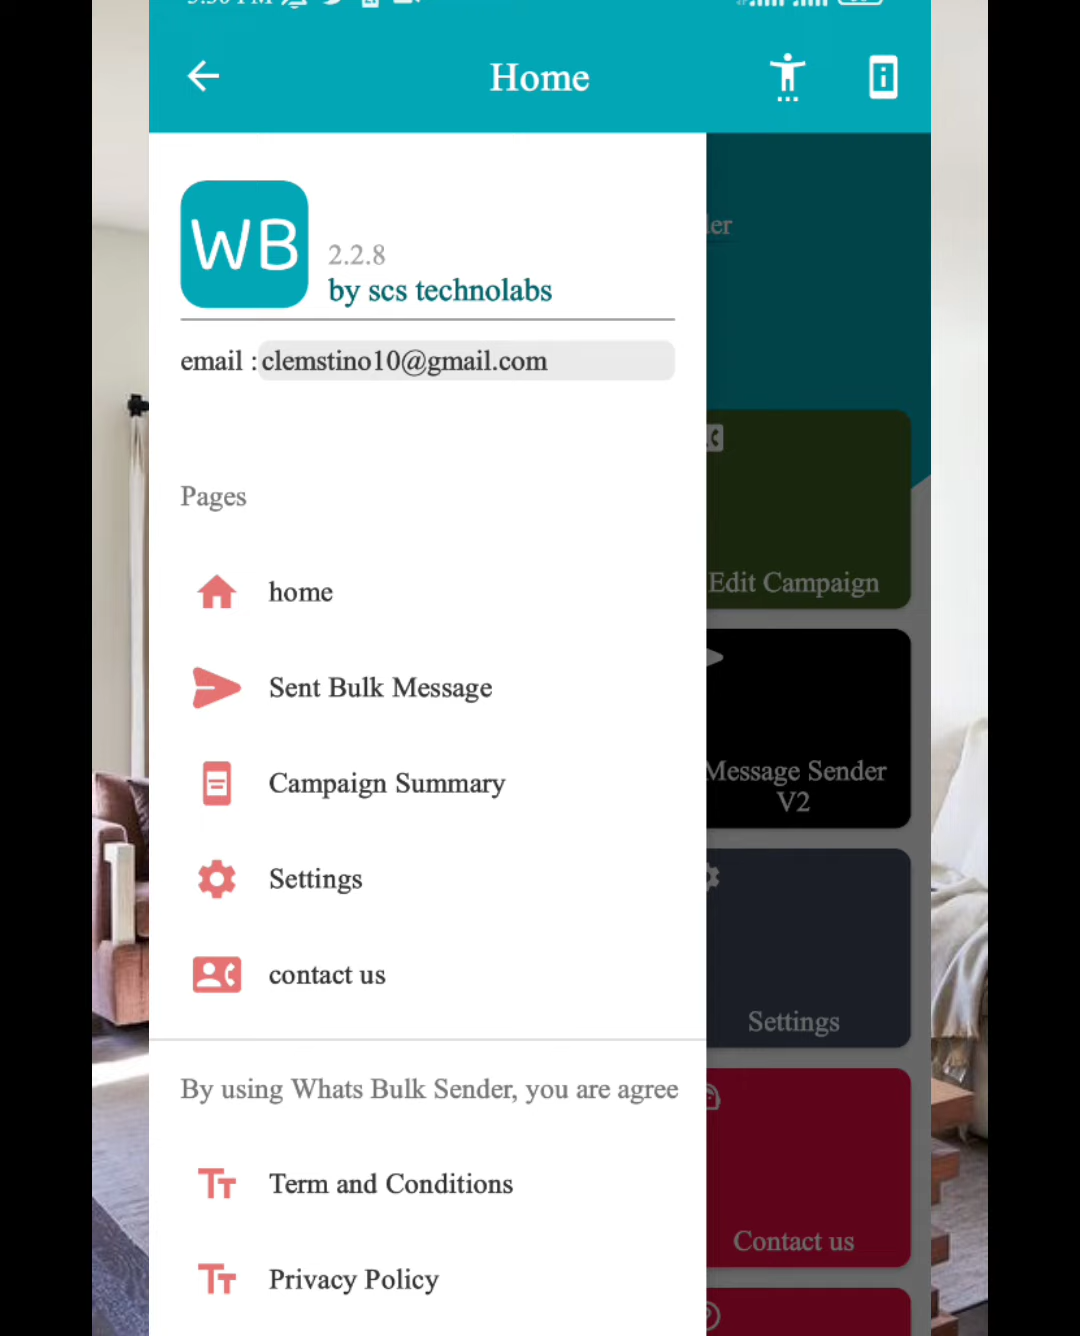 Home
WB
2.2.8
by scs technolabs
email : clemstino10@gmail.com
Pages
home
Sent Bulk Message
Campaign Summary
Settings
contact us
By using Whats Bulk Sender, you are agree
Term and Conditions
Privacy Policy
Edit Campaign
Message Sender
V2
Settings
Contact us